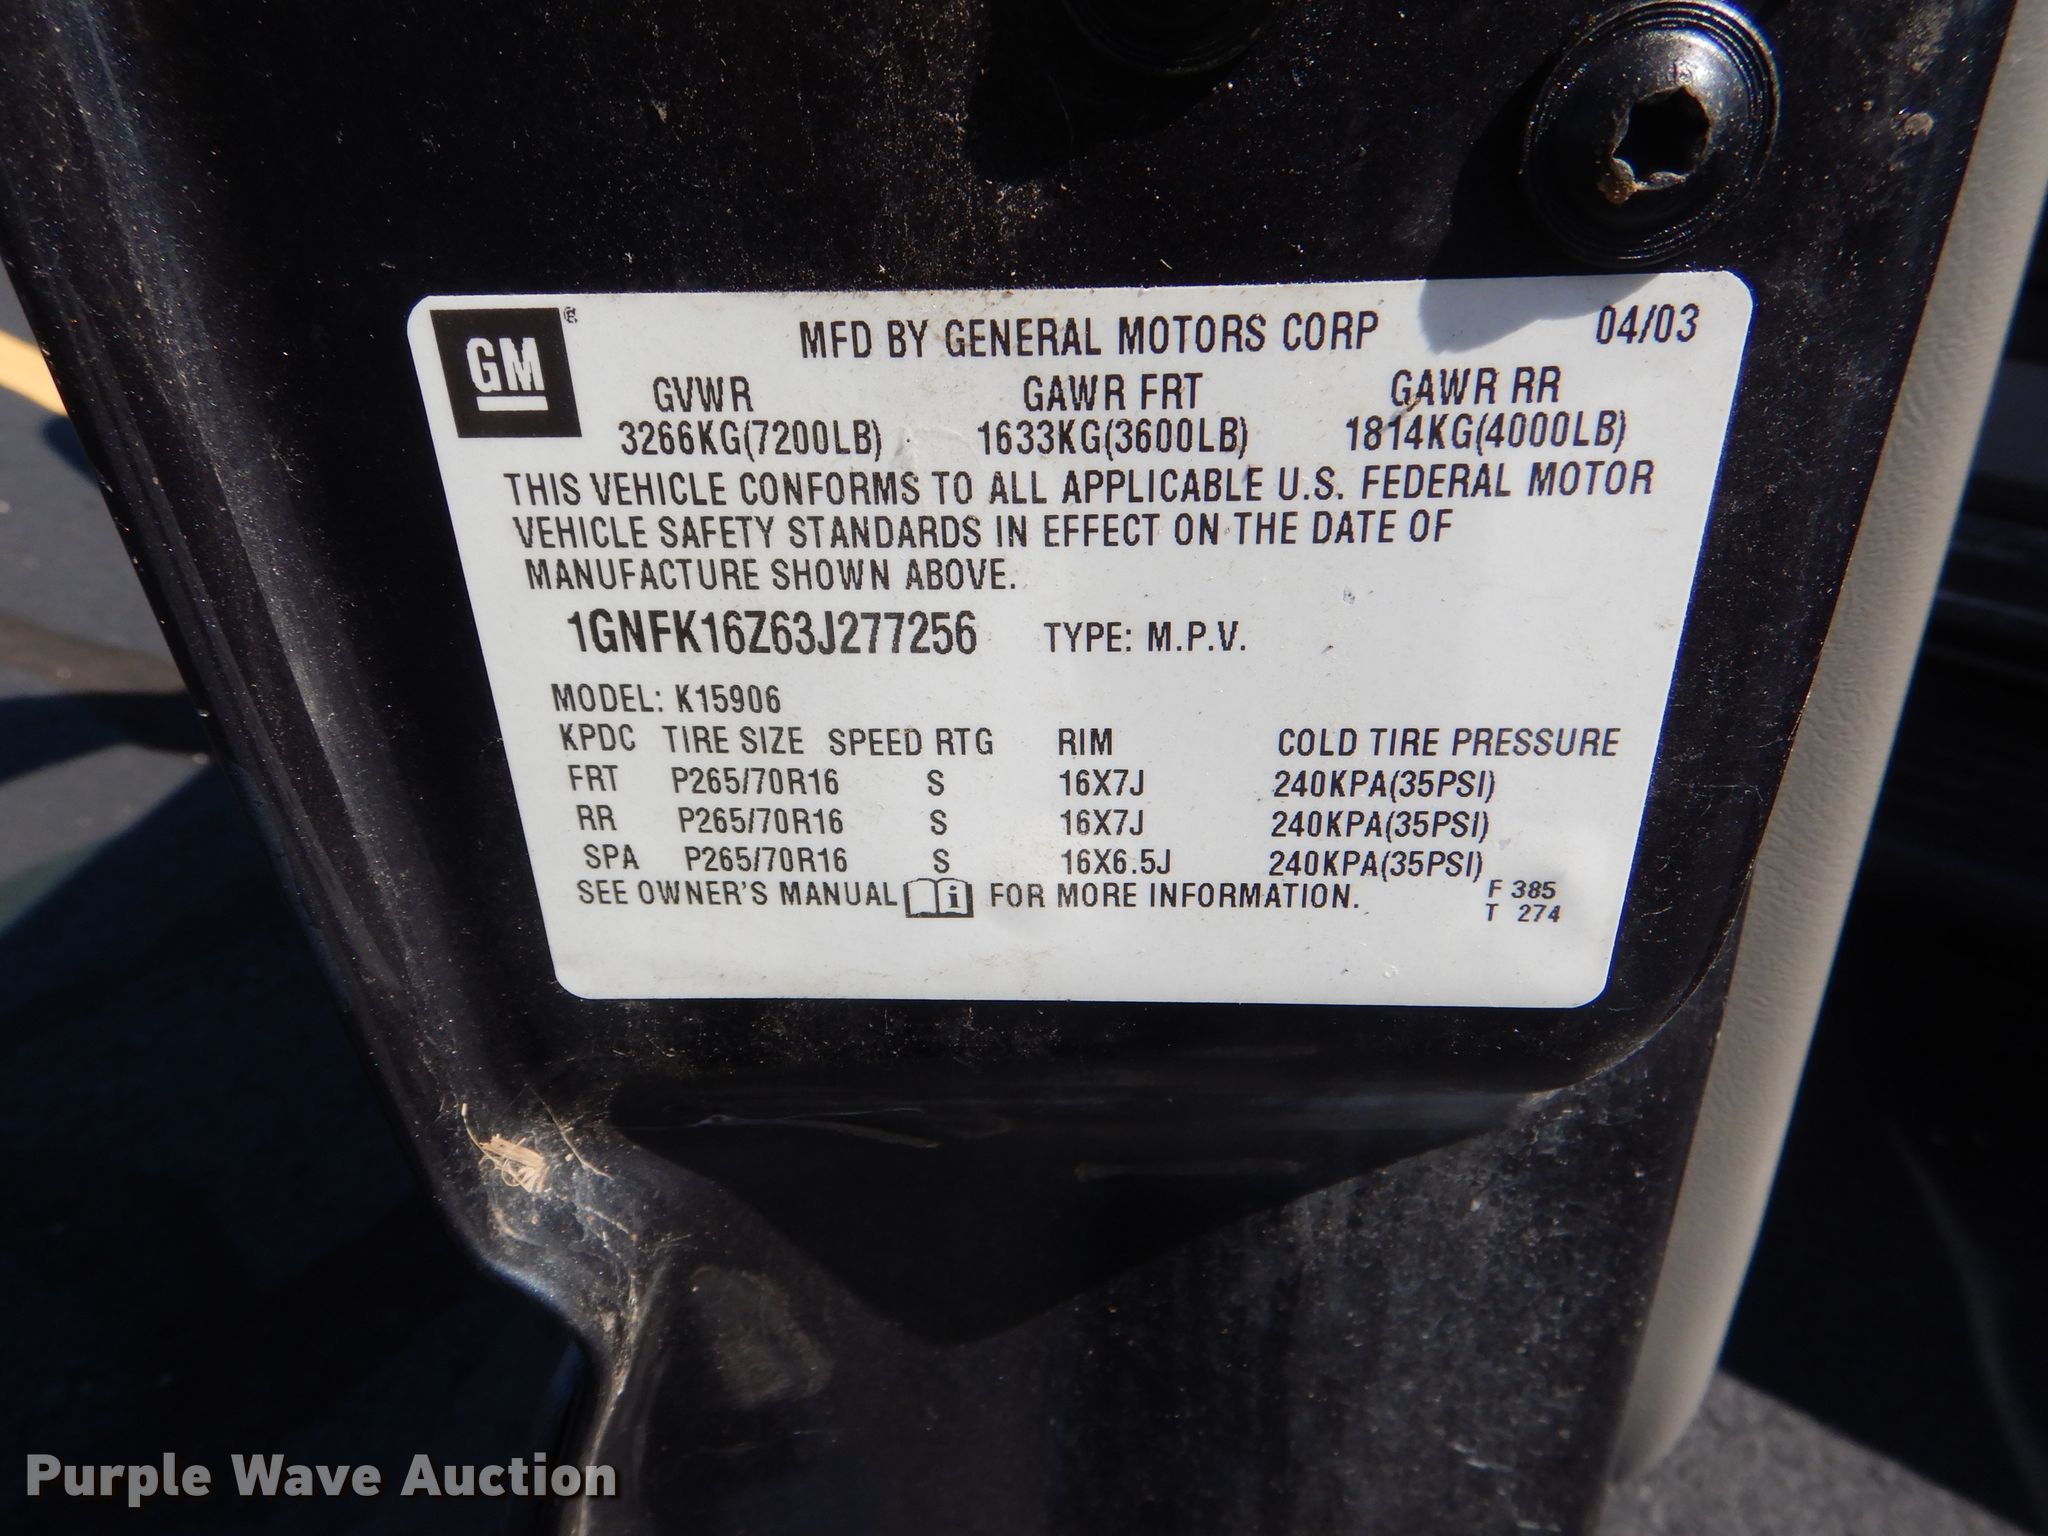 GM®
MFD BY GENERAL MOTORS CORP 04/03
GVWR GAWR FRT GAWR RR
3266KG(7200LB) 1633KG(3600LB) 1814KG(4000LB)
THIS VEHICLE CONFORMS TO ALL APPLICABLE U.S. FEDERAL MOTOR
VEHICLE SAFETY STANDARDS IN EFFECT ON THE DATE OF
MANUFACTURE SHOWN ABOVE.
1GNFK16Z63J277256 TYPE: M.P.V.
MODEL: K15906
KPDC TIRE SIZE SPEED RTG RIM COLD TIRE PRESSURE
FRT P265/70R16 S 16X7J 240KPA(35PSI)
RR P265/70R16 S 16X7J 240KPA(35PSI)
SPA P265/70R16 S 16X6.5J 240KPA(35PSI)
SEE OWNER'S MANUAL i FOR MORE INFORMATION. F 385
T 274
Purple Wave Auction